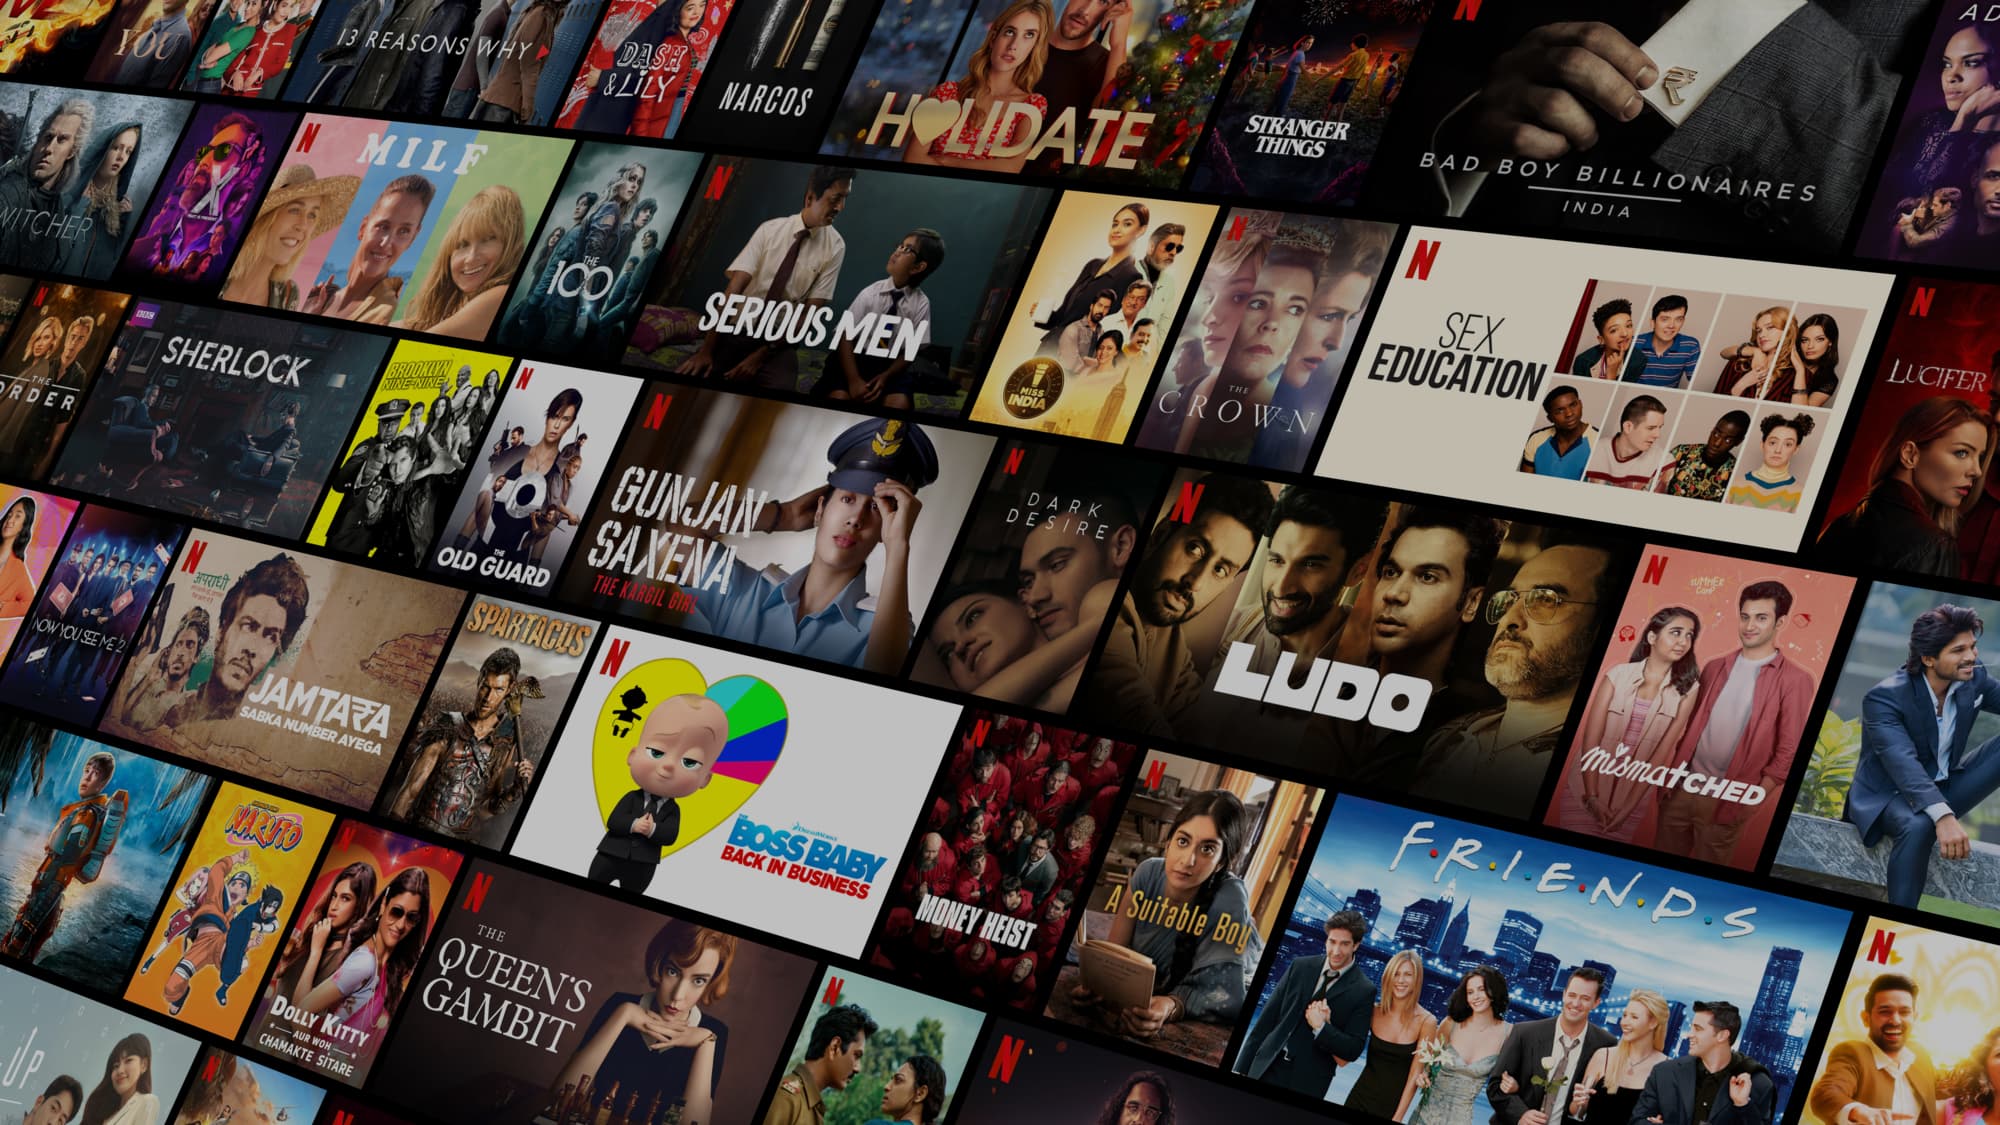 YOU
13 REASONS WHY
DASH
& LILY
NARCOS
HOLIDATE
STRANGER
THINGS
N
BAD BOY BILLIONAIRES
INDIA
AD
WITCHER
X
N
MILF
THE
100
N
SERIOUS MEN
MISS
INDIA
N
THE
CROWN
N
SEX
EDUCATION
N
LUCIFER
N
THE
ORDER
BBC
SHERLOCK
BROOKLYN
NINE-NINE
N
THE
OLD GUARD
N
GUNJAN
SAXENA
THE KARGIL GIRL
N
DARK
DESIRE
N
LUDO
N
SUMMER
CAMP
mismatched
NOW YOU SEE ME 2
N
अपराधी
JAMTARA
SABKA NUMBER AYEGA
SPARTACUS
N
DREAMWORKS
THE
BOSS BABY
BACK IN BUSINESS
N
MONEY HEIST
N
A Suitable Boy
F.R.I.E.N.D.S
N
NARUTO
N
DOLLY KITTY
AUR WOH
CHAMAKTE SITARE
N
THE
QUEEN'S
GAMBIT
N
N
UP
N
N